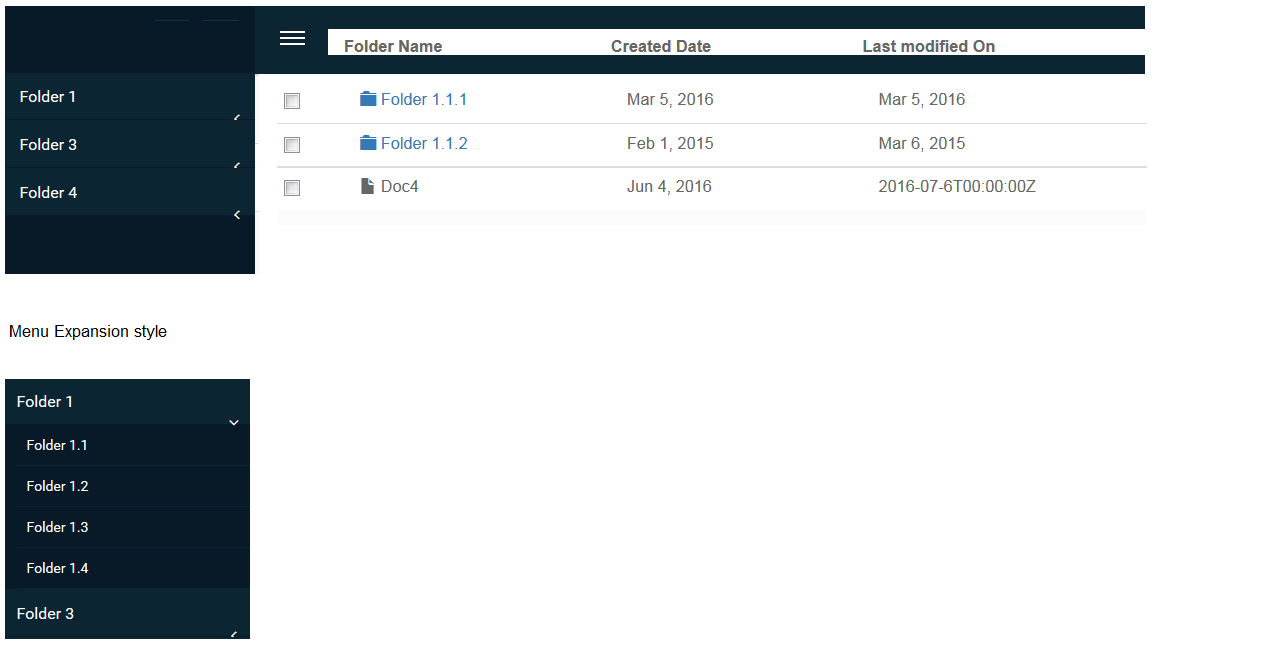 Folder Name Created Date Last modified On
Folder 1
Folder 3
Folder 4
Folder 1.1.1 Mar 5, 2016 Mar 5, 2016
Folder 1.1.2 Feb 1, 2015 Mar 6, 2015
Doc4 Jun 4, 2016 2016-07-6T00:00:00Z
Menu Expansion style
Folder 1
Folder 1.1
Folder 1.2
Folder 1.3
Folder 1.4
Folder 3